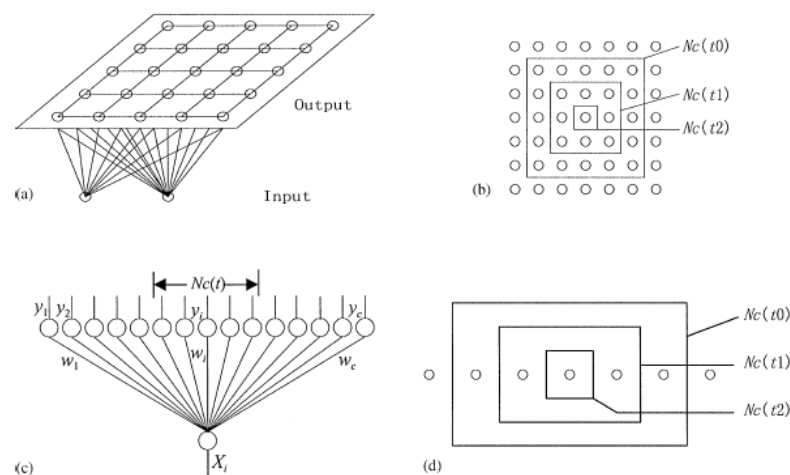 Output
(a)
Input
Nc(t0)
Nc(t1)
Nc(t2)
(b)
Nc(t)
y1 y2 yi yc
w1 wi wc
Xi
(c)
Nc(t0)
Nc(t1)
Nc(t2)
(d)